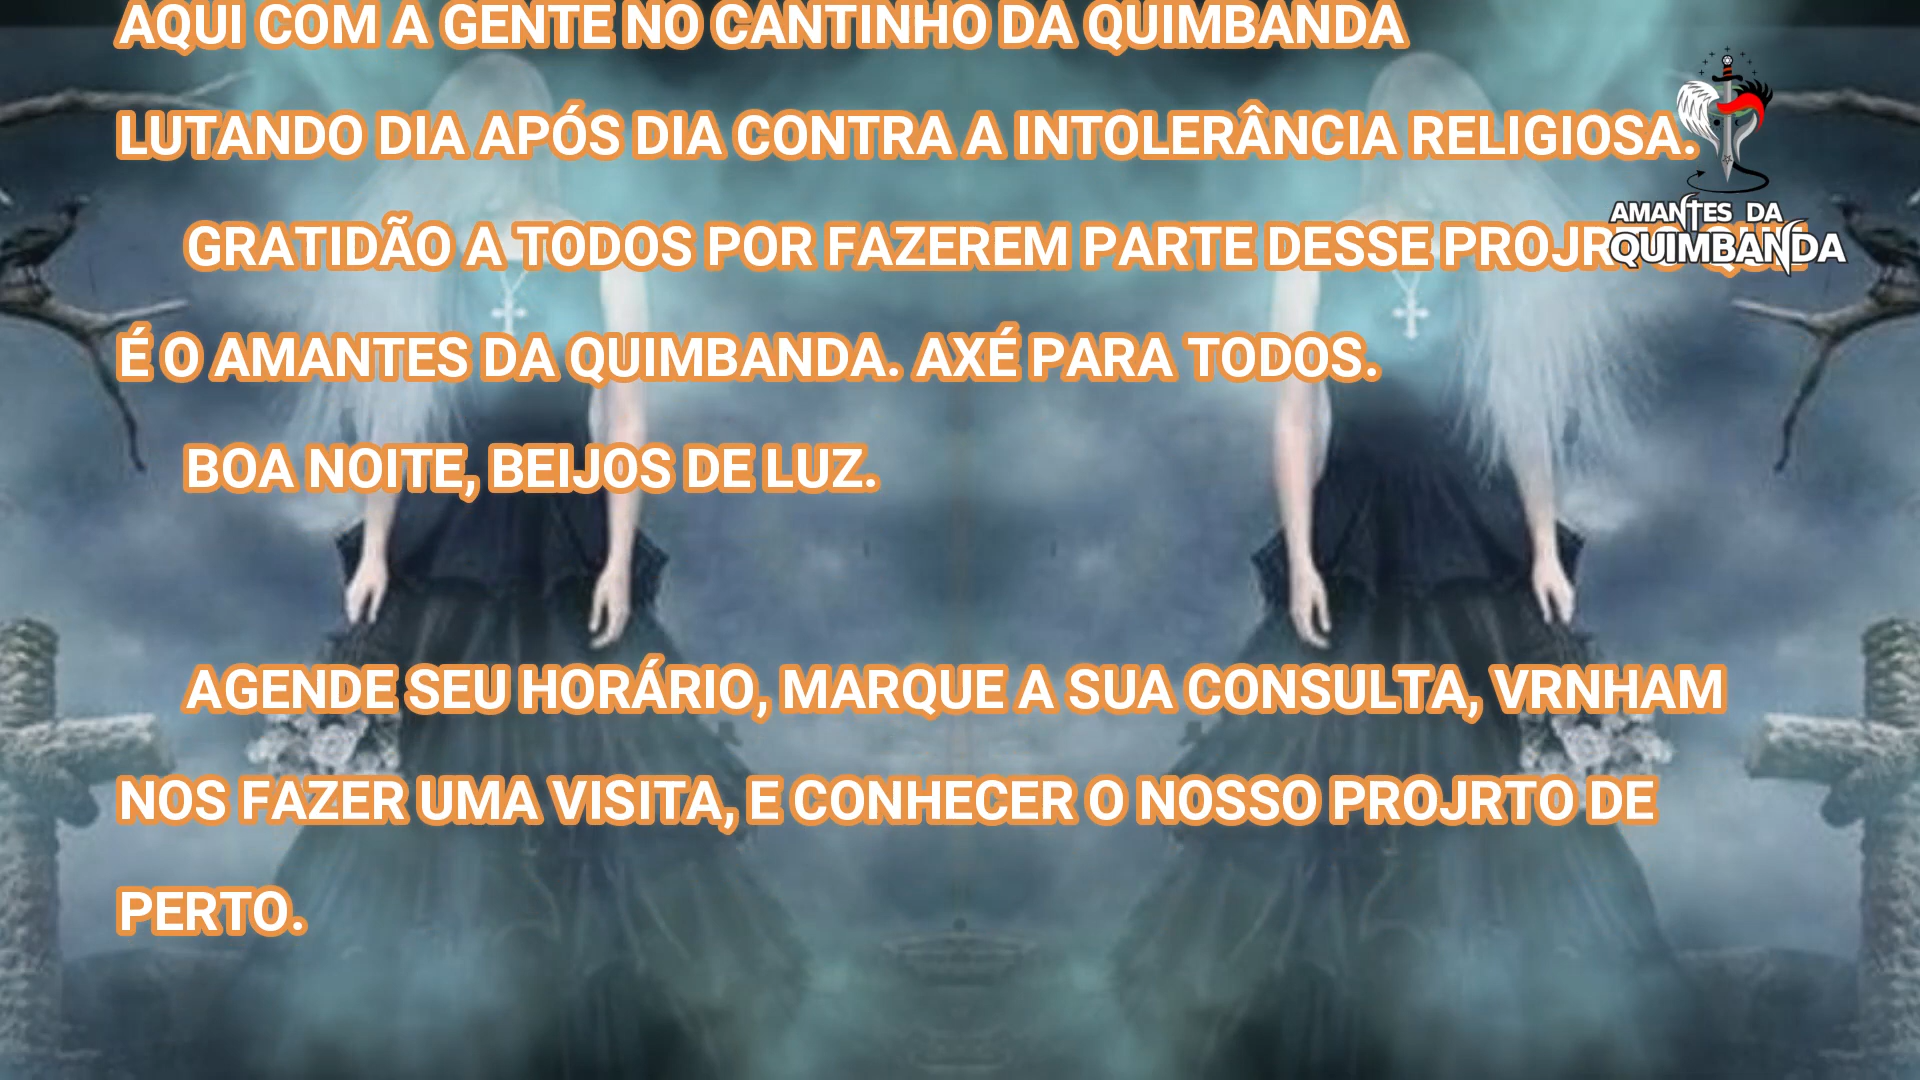 AQUI COM A GENTE NO CANTINHO DA QUIMBANDA
LUTANDO DIA APÓS DIA CONTRA A INTOLERÂNCIA RELIGIOSA.
GRATIDÃO A TODOS POR FAZEREM PARTE DESSE
É O AMANTES DA QUIMBANDA. AXÉ PARA TODOS.
BOA NOITE, BEIJOS DE LUZ.
AGENDE SEU HORÁRIO, MARQUE A SUA CONSULTA, VRNHAM
NOS FAZER UMA VISITA, E CONHECER O NOSSO PROJRTO DE
PERTO.
AMANTES DA
QUIMBANDA